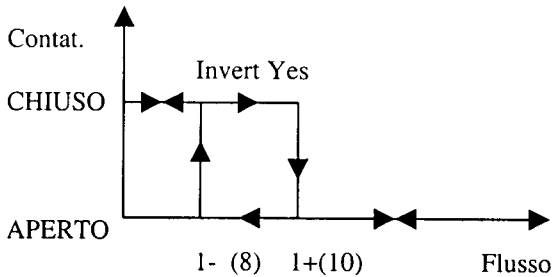 Contat.
Invert Yes
CHIUSO
APERTO
1- (8) 1+(10) Flusso